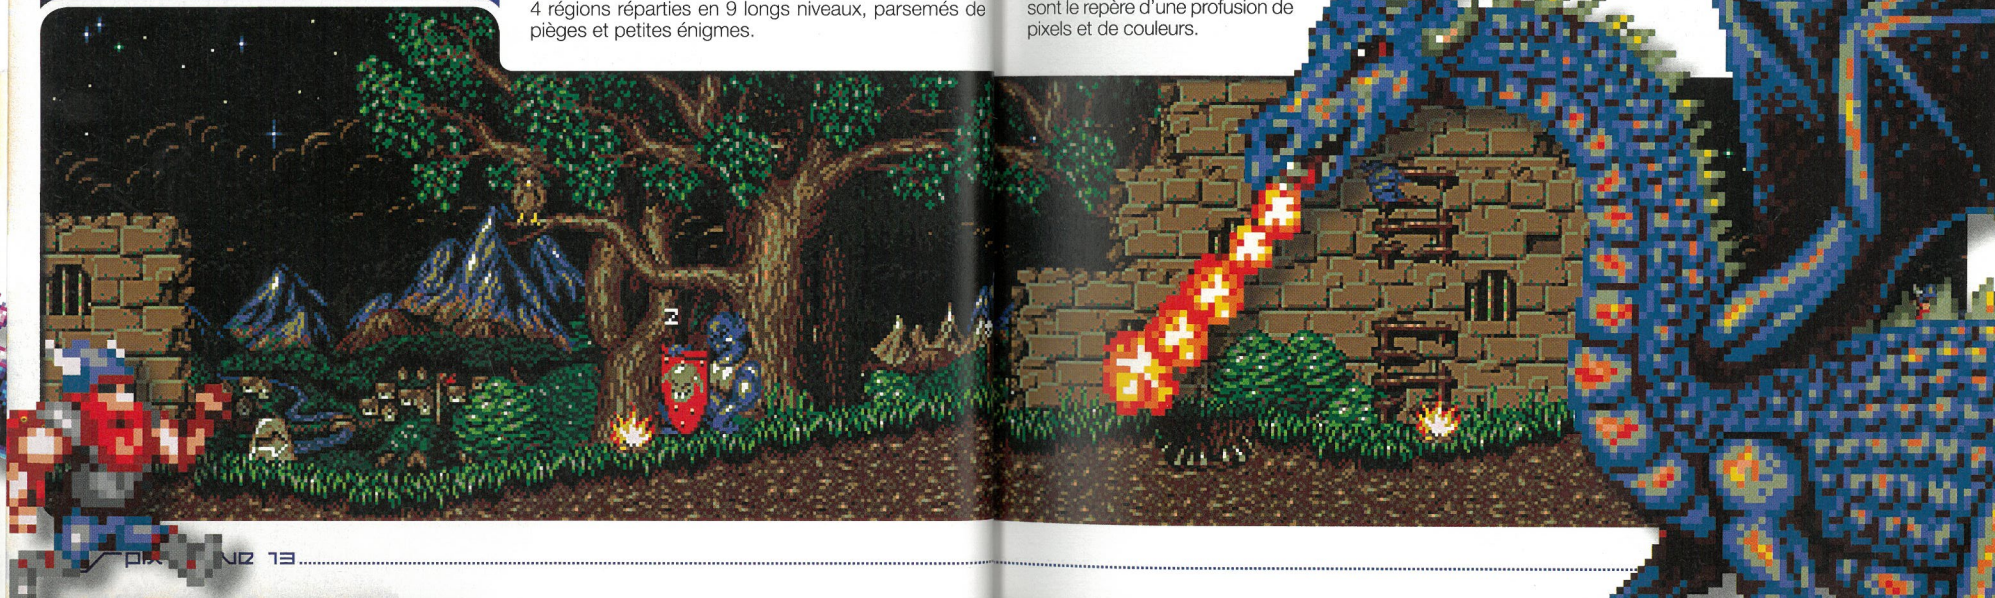 4 régions réparties en 9 longs niveaux, parsemés de
pièges et petites énigmes.
sont le repère d'une profusion de
pixels et de couleurs.
Z
13